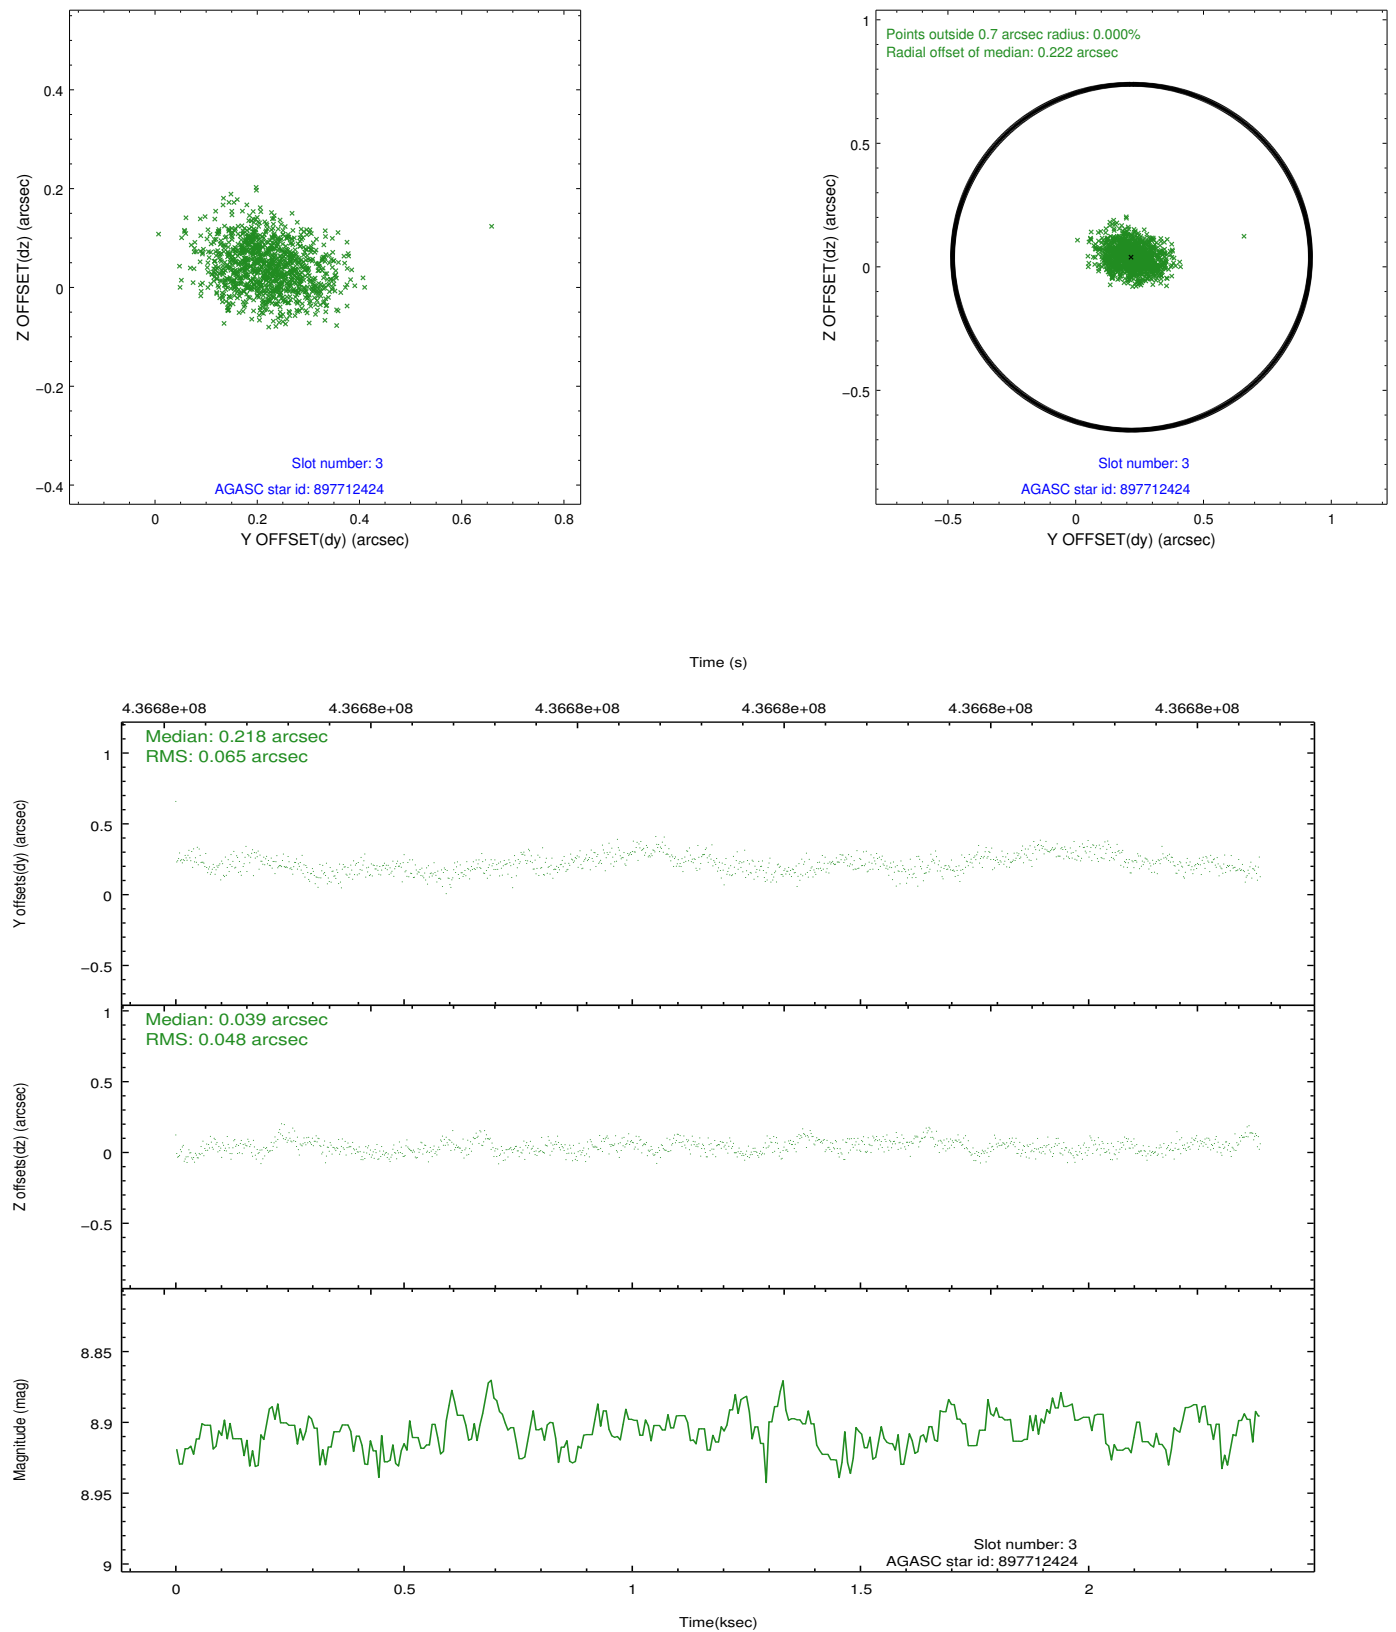 0.4
0.2
0
−0.2
−0.4
Z OFFSET(dz) (arcsec)
Slot number: 3
AGASC star id: 897712424
0 0.2 0.4 0.6 0.8
Y OFFSET(dy) (arcsec)
Points outside 0.7 arcsec radius: 0.000%
Radial offset of median: 0.222 arcsec
1
0.5
0
−0.5
Z OFFSET(dz) (arcsec)
Slot number: 3
AGASC star id: 897712424
−0.5 0 0.5 1
Y OFFSET(dy) (arcsec)
Time (s)
4.3668e+08 4.3668e+08 4.3668e+08 4.3668e+08 4.3668e+08 4.3668e+08
Median: 0.218 arcsec
RMS: 0.065 arcsec
1
0.5
0
−0.5
Y offsets(dy) (arcsec)
Median: 0.039 arcsec
RMS: 0.048 arcsec
1
0.5
0
−0.5
Z offsets(dz) (arcsec)
8.85
8.9
8.95
9
Magnitude (mag)
Slot number: 3
AGASC star id: 897712424
0 0.5 1 1.5 2
Time(ksec)